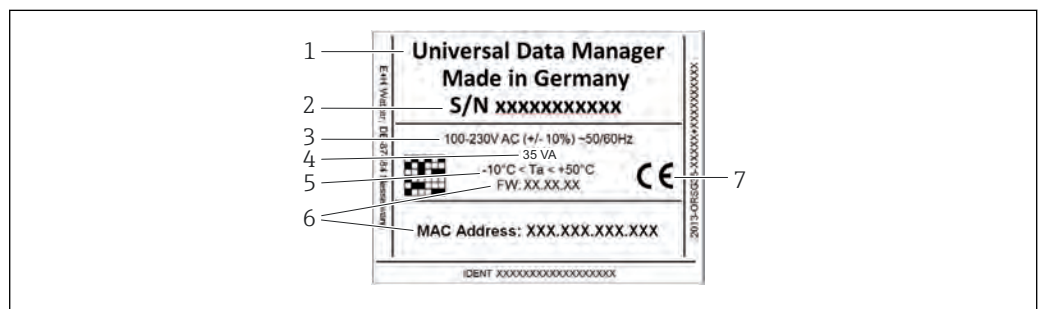 1
Universal Data Manager
Made in Germany
2
S/N xxxxxxxxxxx
3
100-230V AC (+/- 10%) ~50/60Hz
4
35 VA
5
-10°C < Ta < +50°C
6
FW: XX.XX.XX
CE
7
MAC Address: XXX.XXX.XXX.XXX
IDENT XXXXXXXXXXXXXXXXXX